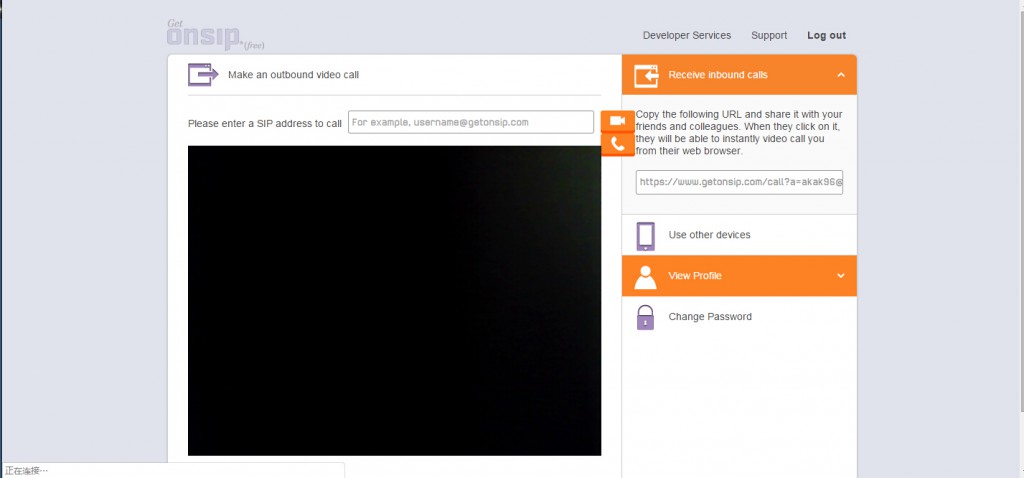 Get
onsip (free)
Developer Services Support Log out
Make an outbound video call
Please enter a SIP address to call
For example, username@getonsip.com
Receive inbound calls
Copy the following URL and share it with your
friends and colleagues. When they click on it,
they will be able to instantly video call you
from their web browser.
https://www.getonsip.com/call?a=akak96@
Use other devices
View Profile
Change Password
正在连接…